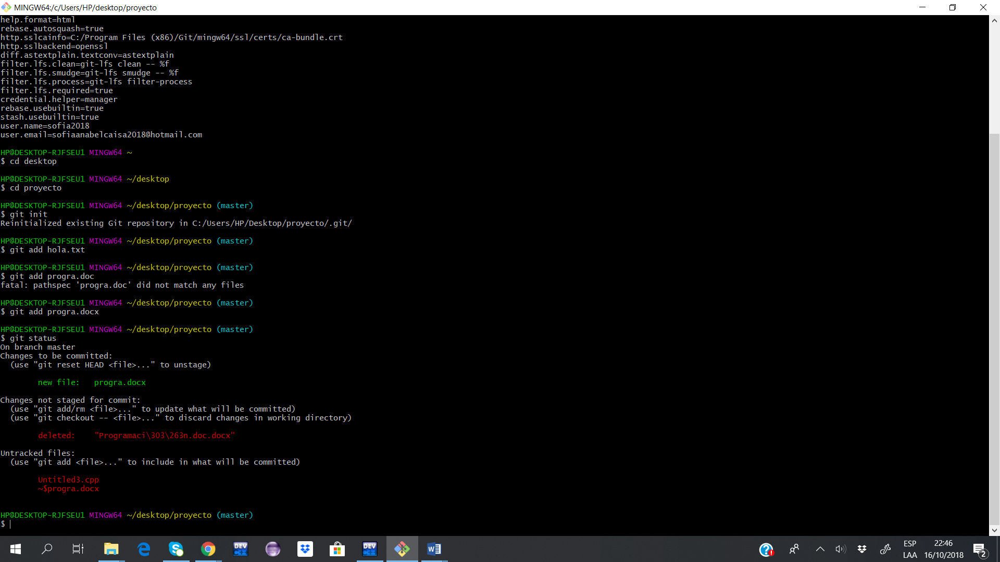 MINGW64:/c/Users/HP/desktop/proyecto
help.format=html
rebase.autosquash=true
http.sslcainfo=C:/Program Files (x86)/Git/mingw64/ssl/certs/ca-bundle.crt
http.sslbackend=openssl
diff.astextplain.textconv=astextplain
filter.lfs.clean=git-lfs clean -- %f
filter.lfs.smudge=git-lfs smudge -- %f
filter.lfs.process=git-lfs filter-process
filter.lfs.required=true
credential.helper=manager
rebase.usebuiltin=true
stash.usebuiltin=true
user.name=sofia2018
user.email=sofiaanabelcaisa2018@hotmail.com
HP@DESKTOP-RJFSEU1 MINGW64 ~
$ cd desktop
HP@DESKTOP-RJFSEU1 MINGW64 ~/desktop
$ cd proyecto
HP@DESKTOP-RJFSEU1 MINGW64 ~/desktop/proyecto (master)
$ git init
Reinitialized existing Git repository in C:/Users/HP/Desktop/proyecto/.git/
HP@DESKTOP-RJFSEU1 MINGW64 ~/desktop/proyecto (master)
$ git add hola.txt
HP@DESKTOP-RJFSEU1 MINGW64 ~/desktop/proyecto (master)
$ git add progra.doc
fatal: pathspec 'progra.doc' did not match any files
HP@DESKTOP-RJFSEU1 MINGW64 ~/desktop/proyecto (master)
$ git add progra.docx
HP@DESKTOP-RJFSEU1 MINGW64 ~/desktop/proyecto (master)
$ git status
On branch master
Changes to be committed:
  (use "git reset HEAD <file>..." to unstage)
        new file:   progra.docx
Changes not staged for commit:
  (use "git add/rm <file>..." to update what will be committed)
  (use "git checkout -- <file>..." to discard changes in working directory)
        deleted:    "Programaci\303\263n.doc.docx"
Untracked files:
  (use "git add <file>..." to include in what will be committed)
        Untitled3.cpp
        ~$progra.docx
HP@DESKTOP-RJFSEU1 MINGW64 ~/desktop/proyecto (master)
$
DEV C++
DEV C++
ESP
LAA
22:46
16/10/2018
2